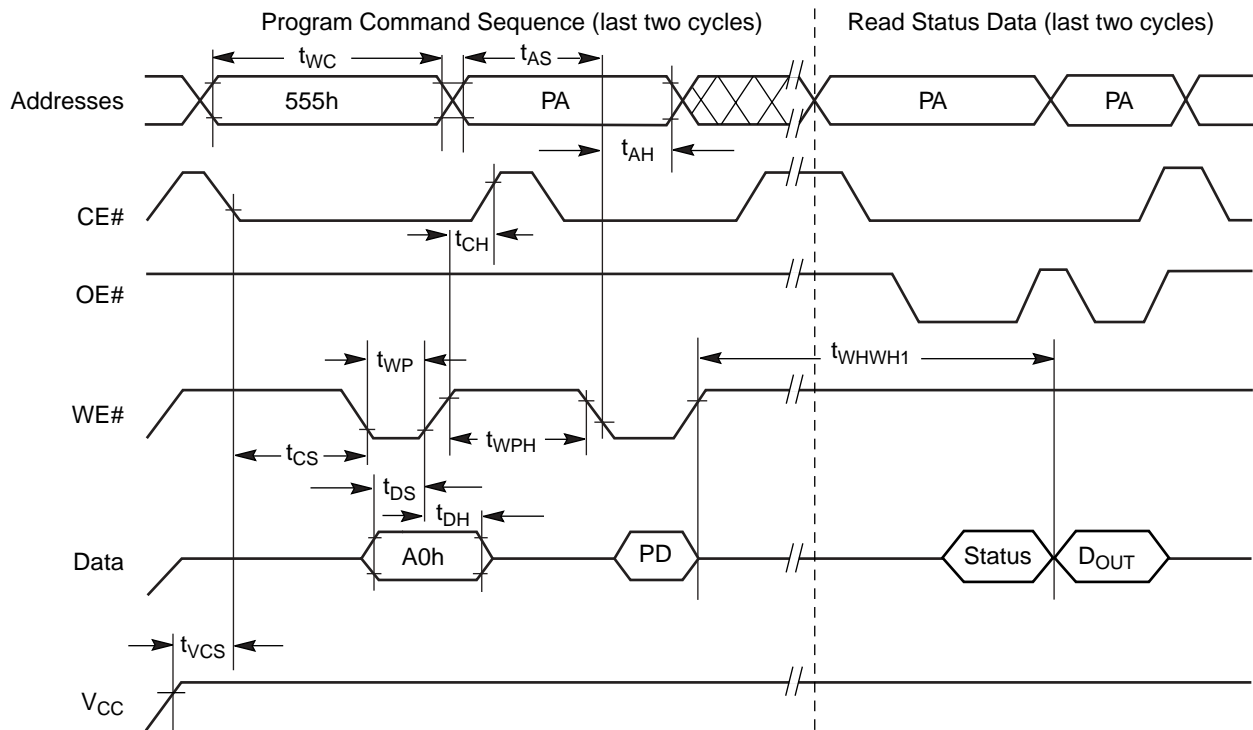 Program Command Sequence (last two cycles) Read Status Data (last two cycles)
tWC tAS
Addresses 555h PA PA PA
tAH
CE#
tCH
OE#
tWP tWHWH1
WE#
tCS tWPH
tDS
tDH
Data A0h PD Status DOUT
tVCS
VCC